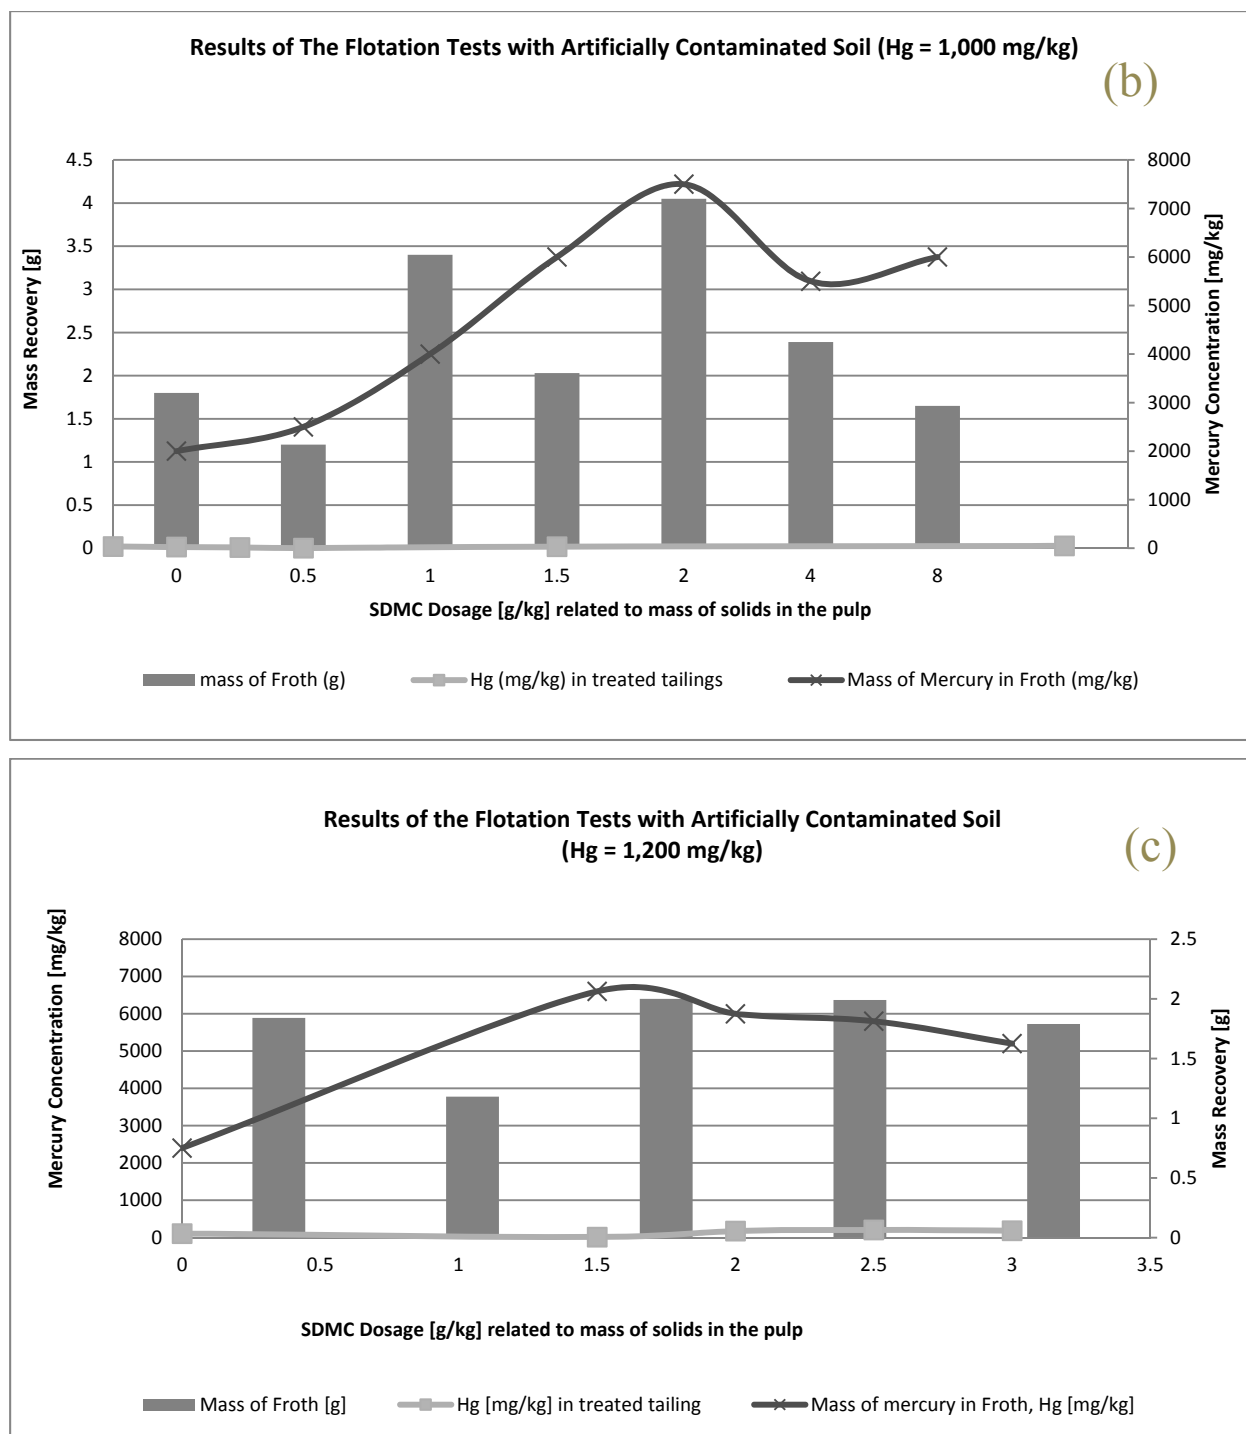 Results of The Flotation Tests with Artificially Contaminated Soil (Hg = 1,000 mg/kg)
(b)
Mass Recovery [g]
4.5
4
3.5
3
2.5
2
1.5
1
0.5
0
8000
7000
6000
5000
4000
3000
2000
1000
0
Mercury Concentration [mg/kg]
0 0.5 1 1.5 2 4 8
SDMC Dosage [g/kg] related to mass of solids in the pulp
mass of Froth (g) Hg (mg/kg) in treated tailings Mass of Mercury in Froth (mg/kg)
Results of the Flotation Tests with Artificially Contaminated Soil
(Hg = 1,200 mg/kg)
(c)
Mercury Concentration [mg/kg]
8000
7000
6000
5000
4000
3000
2000
1000
0
2.5
2
1.5
1
0.5
0
Mass Recovery [g]
0 0.5 1 1.5 2 2.5 3 3.5
SDMC Dosage [g/kg] related to mass of solids in the pulp
Mass of Froth [g] Hg [mg/kg] in treated tailing Mass of mercury in Froth, Hg [mg/kg]